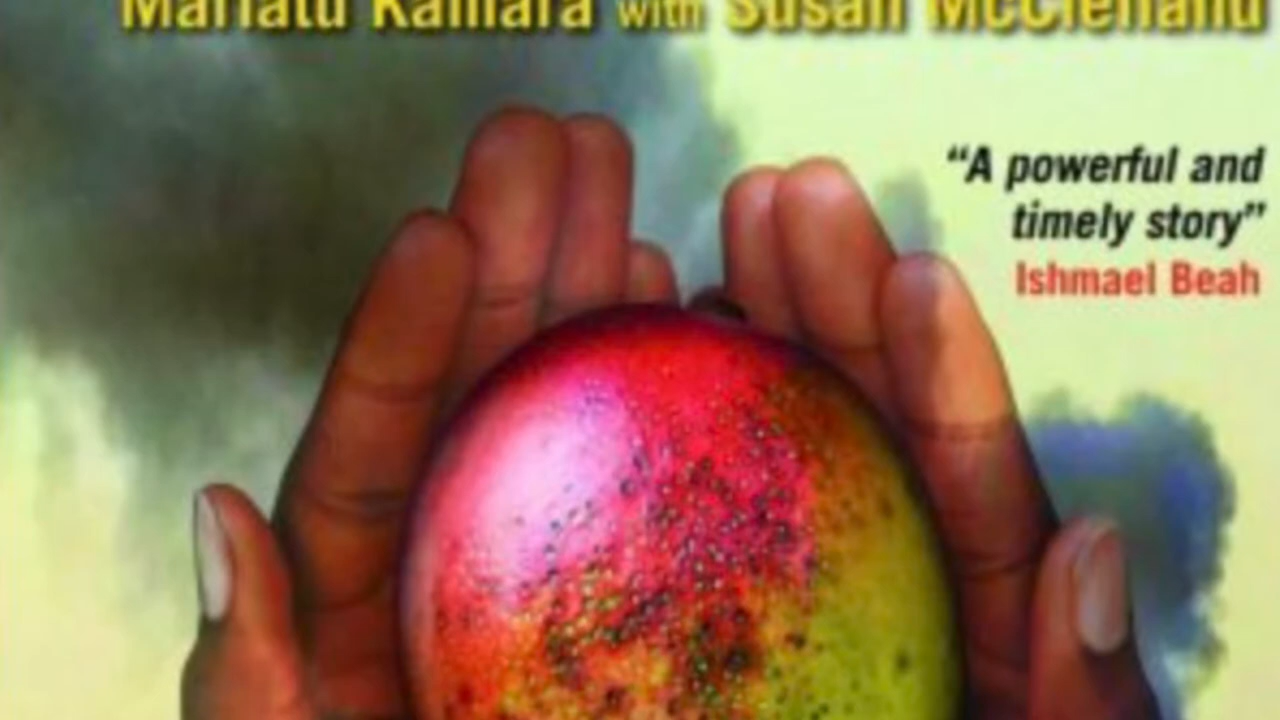 Mariatu Kamara with Susan McClelland
“A powerful and
timely story”
Ishmael Beah